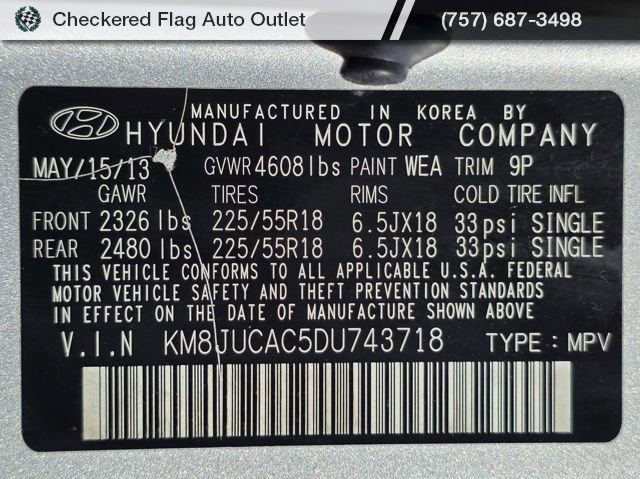 Checkered Flag Auto Outlet (757) 687-3498
MANUFACTURED IN KOREA BY
HYUNDAI MOTOR COMPANY
MAY/15/13 GVWR 4608lbs PAINT WEA TRIM 9P
GAWR TIRES RIMS COLD TIRE INFL
FRONT 2326 lbs 225/55R18 6.5JX18 33psi SINGLE
REAR 2480 lbs 225/55R18 6.5JX18 33psi SINGLE
THIS VEHICLE CONFORMS TO ALL APPLICABLE U.S.A. FEDERAL
MOTOR VEHICLE SAFETY AND THEFT PREVENTION STANDARDS
IN EFFECT ON THE DATE OF MANUFACTURE SHOWN ABOVE
V.I.N KM8JUCAC5DU743718 TYPE : MPV